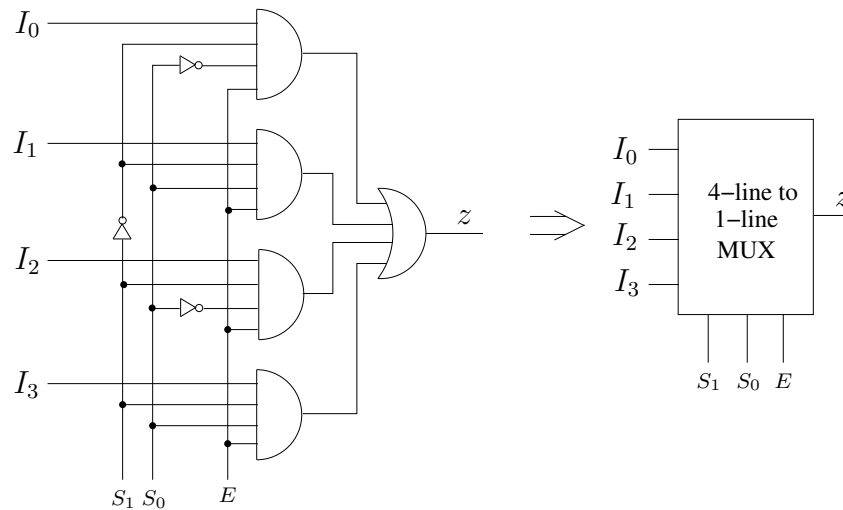 I0
I1
I2
I3
S1 S0 E
z
I0
I1
I2
I3
4−line to
1−line
MUX
z
S1 S0 E